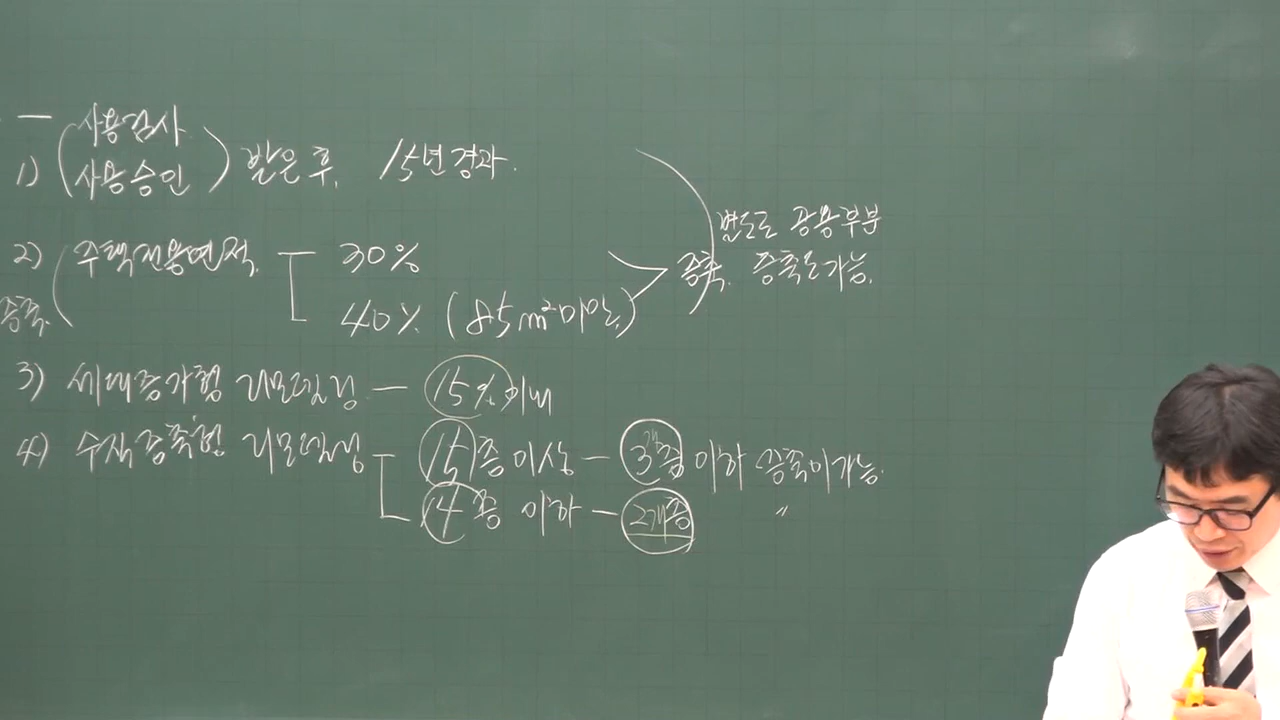 사용검사
1) 사용승인 받은 후, 15년 경과.
별도로 공용부분
2) 주택전용면적 30% 증축. 증축도 가능.
증축. 40% (85m² 미만)
3) 세대증가형 리모델링 - 15% 이내
4) 수직증축형 리모델링 15층 이상 - 3개층 이하 증축이 가능.
14층 이하 - 2개층 〃